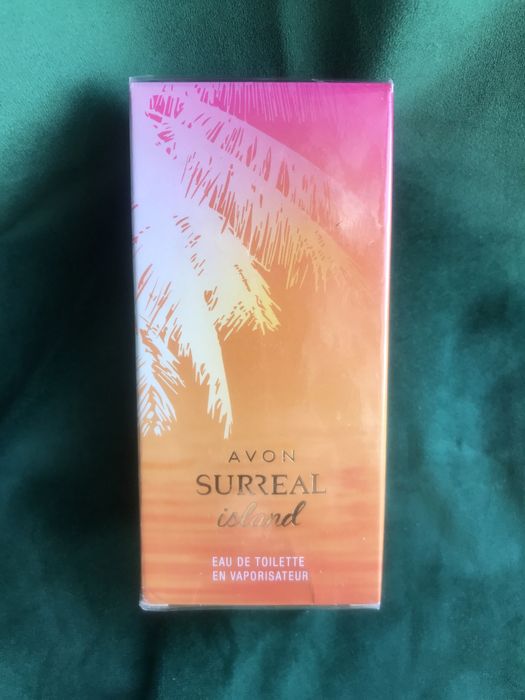 AVON
SURREAL
island
EAU DE TOILETTE
EN VAPORISATEUR